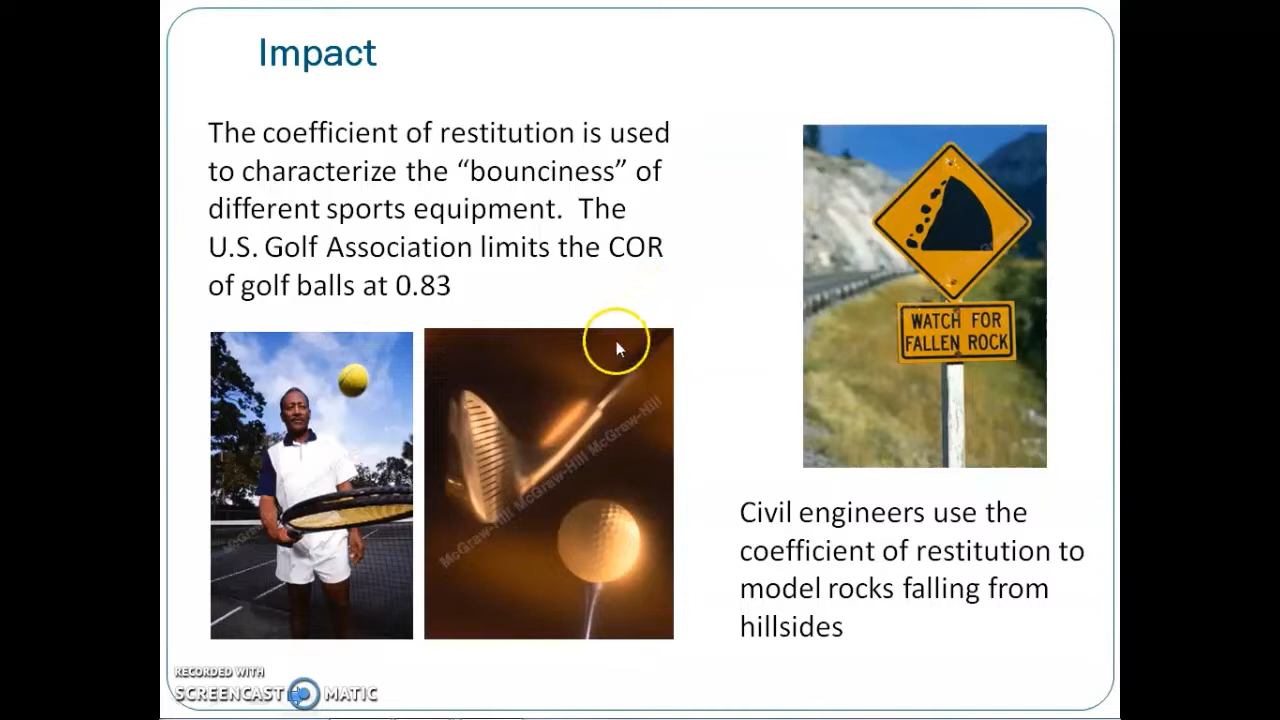 Impact
The coefficient of restitution is used
to characterize the “bounciness” of
different sports equipment.  The
U.S. Golf Association limits the COR
of golf balls at 0.83
WATCH FOR
FALLEN ROCK
McGraw-Hill McGraw-Hill McGraw-Hill
Civil engineers use the
coefficient of restitution to
model rocks falling from
hillsides
RECORDED WITH
SCREENCAST MATIC